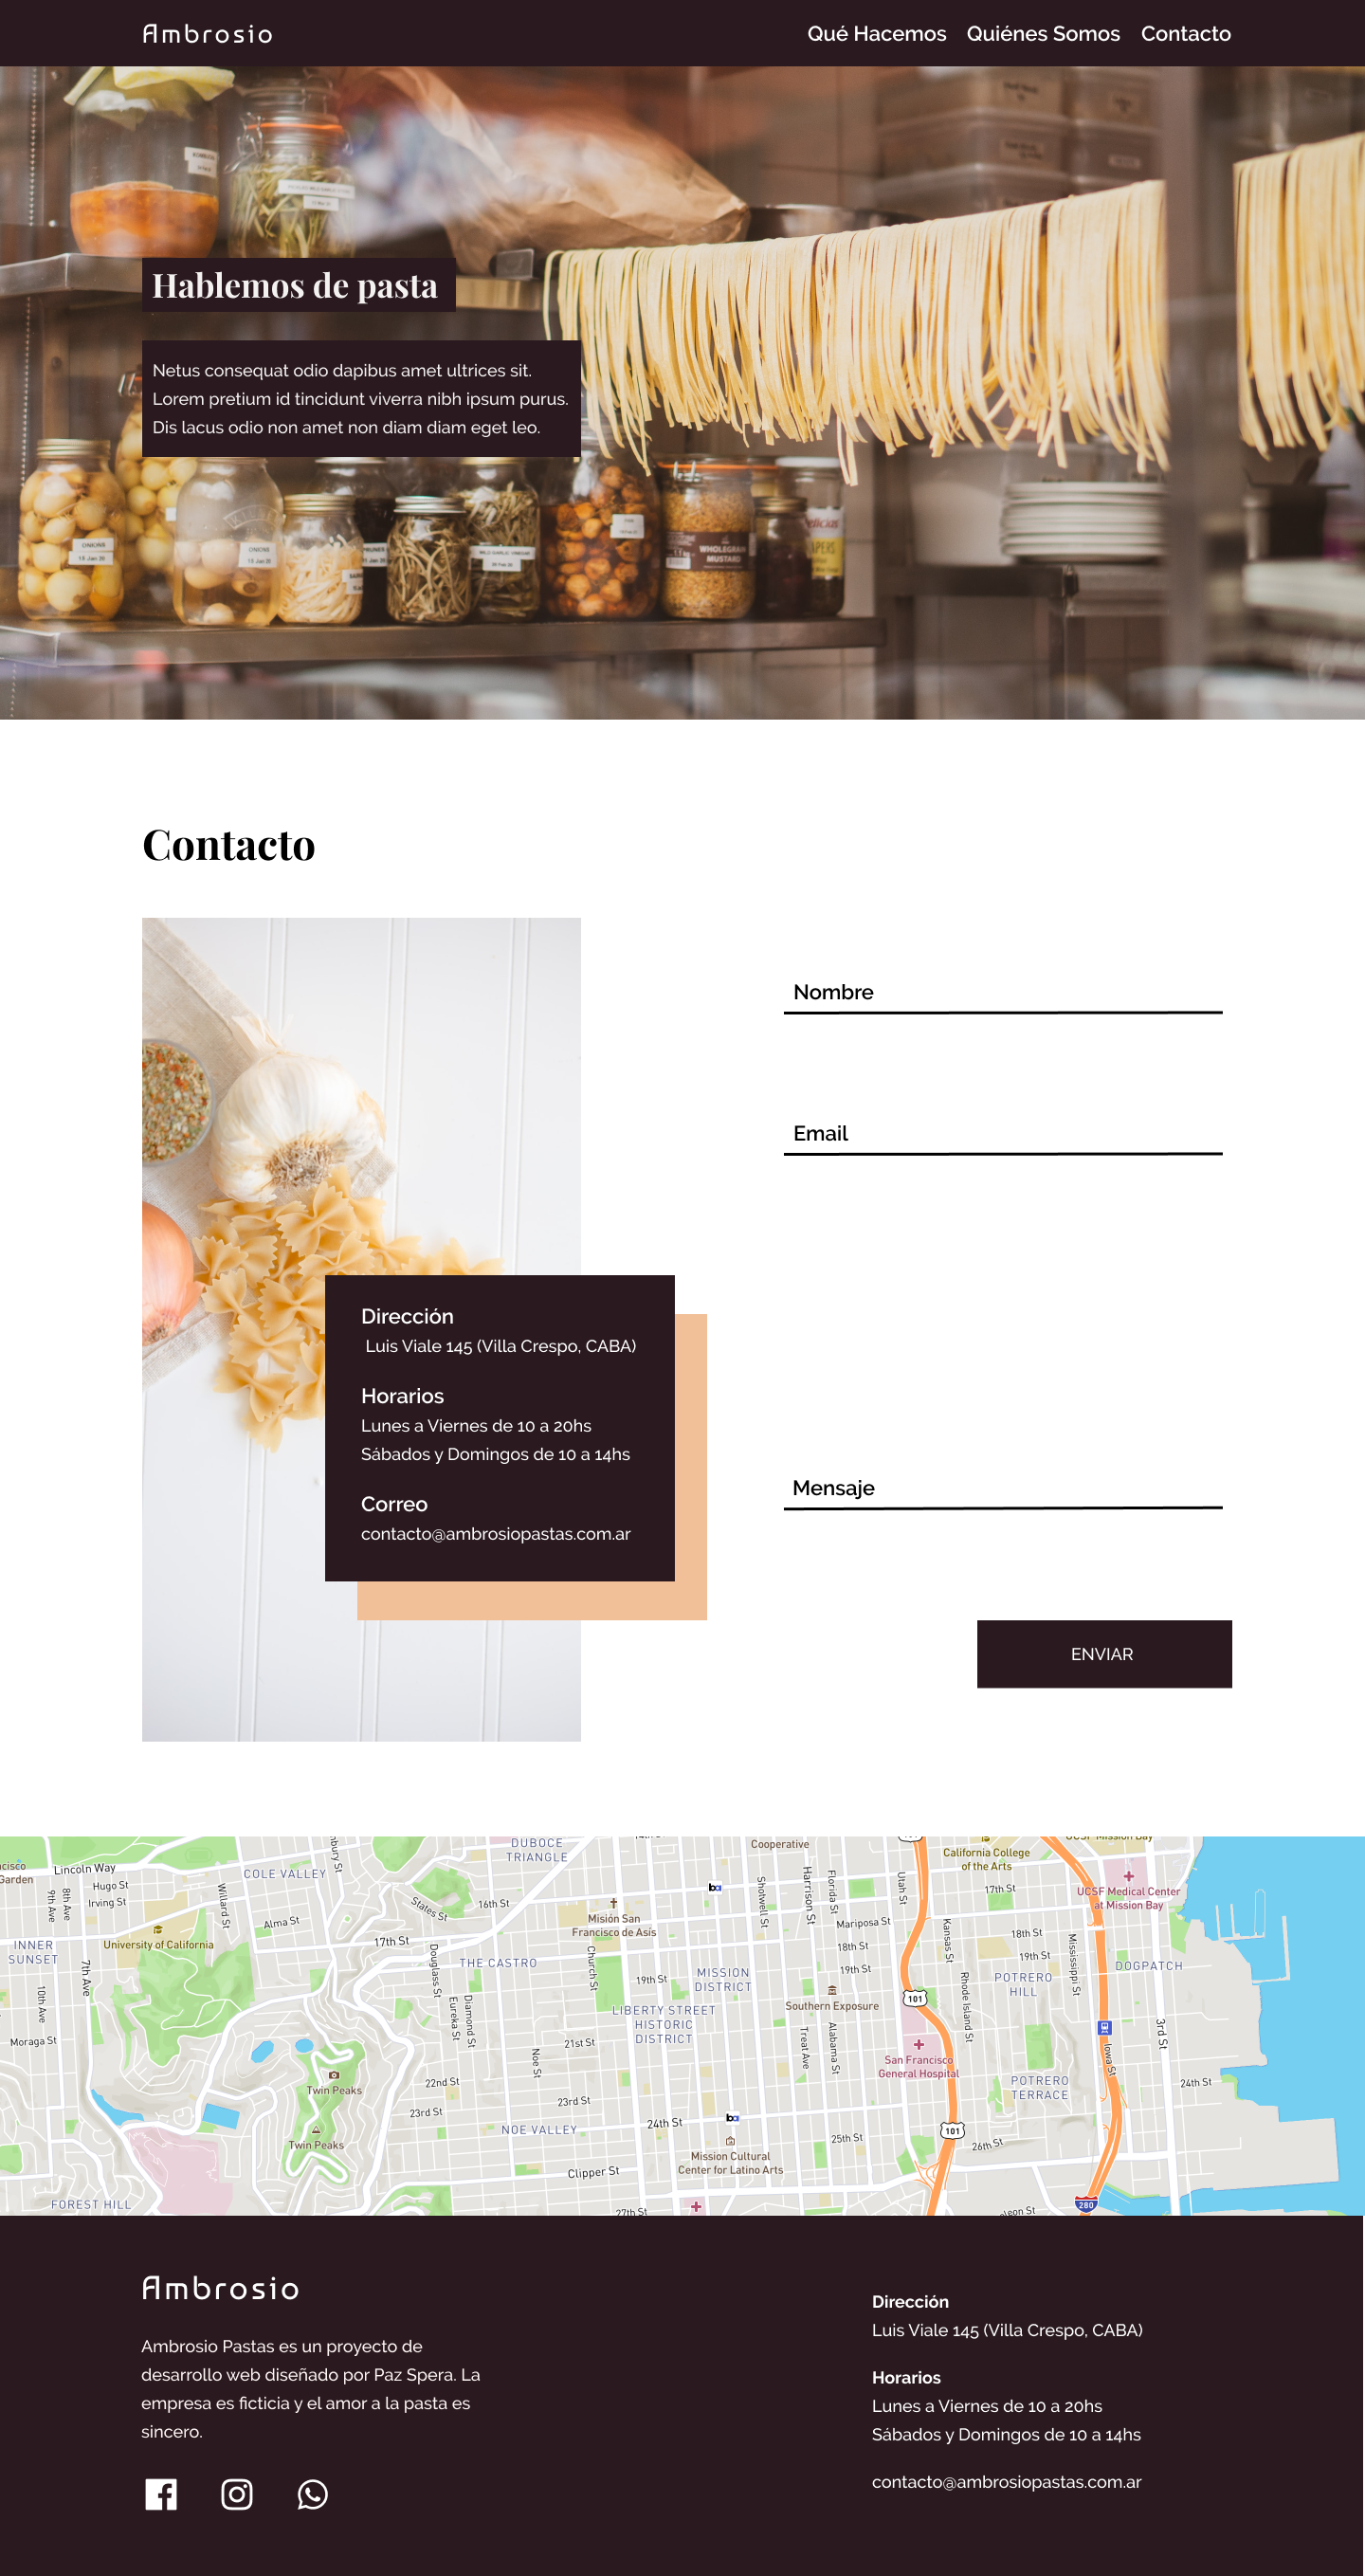 Ambrosio
Qué Hacemos Quiénes Somos Contacto
Hablemos de pasta
Netus consequat odio dapibus amet ultrices sit.
Lorem pretium id tincidunt viverra nibh ipsum purus.
Dis lacus odio non amet non diam diam eget leo.
ONIONS
WHOLEGRAIN
MUSTARD
Contacto
Nombre
Email
Dirección
Luis Viale 145 (Villa Crespo, CABA)
Horarios
Lunes a Viernes de 10 a 20hs
Sábados y Domingos de 10 a 14hs
Correo
contacto@ambrosiopastas.com.ar
Mensaje
ENVIAR
DUBOCE
TRIANGLE
Cooperative
California College
of the Arts
UCSF Mission Bay
Lincoln Way
Hugo St
Irving St
9th Ave
8th Ave
COLE VALLEY
Willard St
Alma St
States St
16th St
Misión San
Francisco de Asís
Shotwell St
Harrison St
Florida St
Mariposa St
Utah St
17th St
UCSF Medical Center
at Mission Bay
INNER
SUNSET
University of California
17th St
Douglass St
THE CASTRO
Church St
18th St
Kansas St
18th St
Mississippi St
7th Ave
10th Ave
19th St
MISSION
DISTRICT
19th St
19th St
POTRERO
HILL
DOGPATCH
Moraga St
Eureka St
Diamond St
LIBERTY STREET
HISTORIC
DISTRICT
Southern Exposure
101
Rhode Island St
Noe St
21st St
Treat Ave
Alabama St
San Francisco
General Hospital
Iowa St
3rd St
Twin Peaks
22nd St
23rd St
23rd St
POTRERO
TERRACE
24th St
Twin Peaks
NOE VALLEY
24th St
25th St
101
26th St
Mission Cultural
Center for Latino Arts
Clipper St
FOREST HILL
27th St
280
Ambrosio
Ambrosio Pastas es un proyecto de
desarrollo web diseñado por Paz Spera. La
empresa es ficticia y el amor a la pasta es
sincero.
Dirección
Luis Viale 145 (Villa Crespo, CABA)
Horarios
Lunes a Viernes de 10 a 20hs
Sábados y Domingos de 10 a 14hs
contacto@ambrosiopastas.com.ar